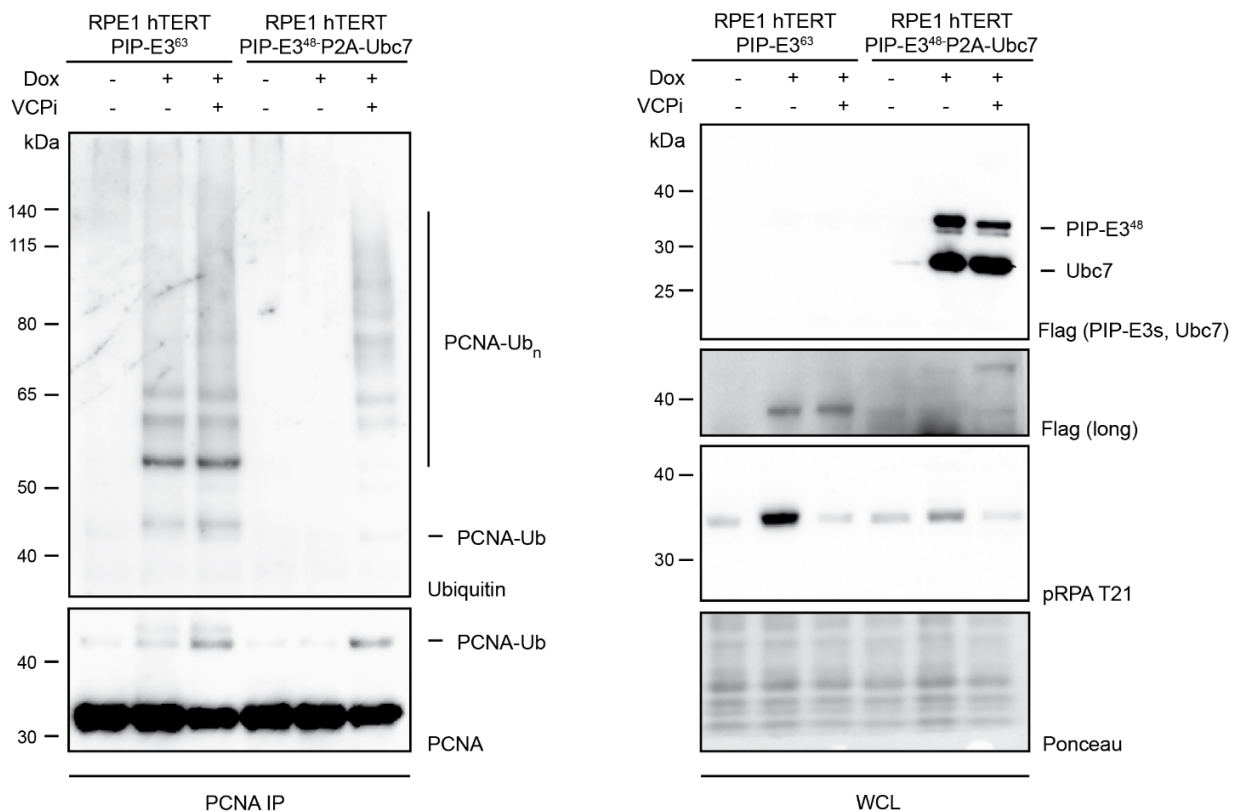 RPE1 hTERT RPE1 hTERT
PIP-E3⁶³ PIP-E3⁴⁸⁻P2A-Ubc7
Dox - + + - + +
VCPi - - + - - +
kDa
140
115
80
65
50
40
PCNA-Ubₙ
PCNA-Ub
Ubiquitin
40
30
PCNA-Ub
PCNA
PCNA IP
RPE1 hTERT RPE1 hTERT
PIP-E3⁶³ PIP-E3⁴⁸⁻P2A-Ubc7
Dox - + + - + +
VCPi - - + - - +
kDa
40
30
25
PIP-E3⁴⁸
Ubc7
Flag (PIP-E3s, Ubc7)
40
Flag (long)
40
30
pRPA T21
Ponceau
WCL